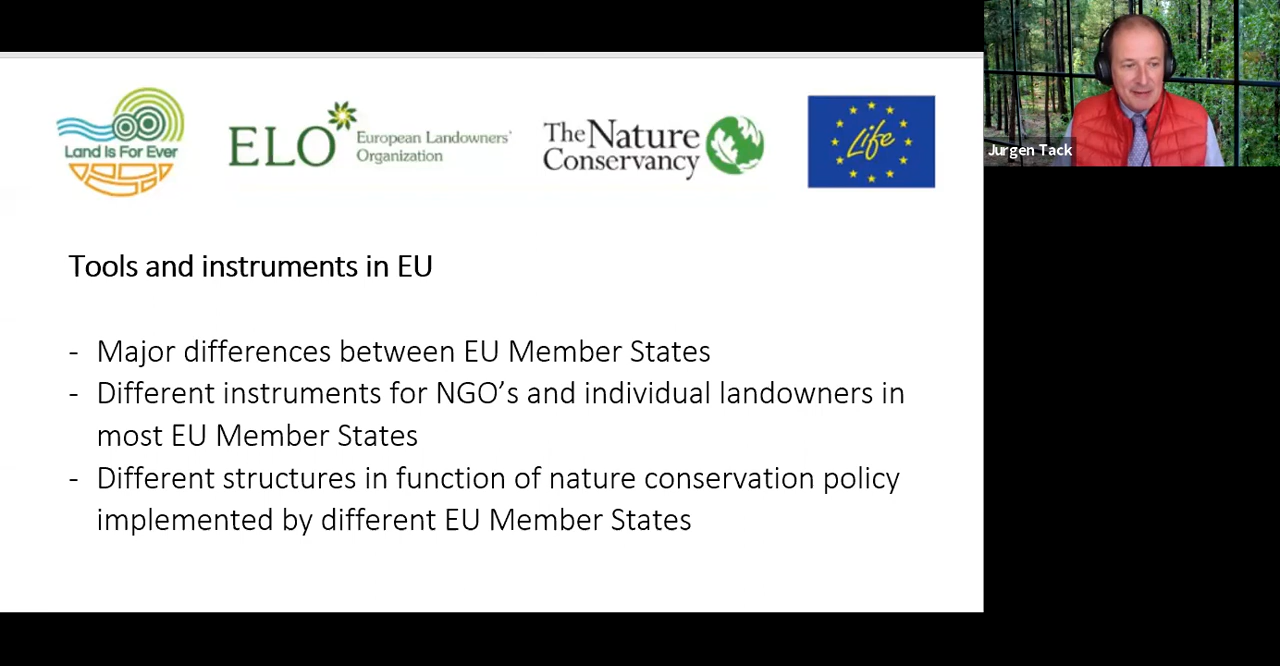 Land Is For Ever
ELO European Landowners'
Organization
The Nature
Conservancy
Life
Jurgen Tack
Tools and instruments in EU
- Major differences between EU Member States
- Different instruments for NGO's and individual landowners in
most EU Member States
- Different structures in function of nature conservation policy
implemented by different EU Member States